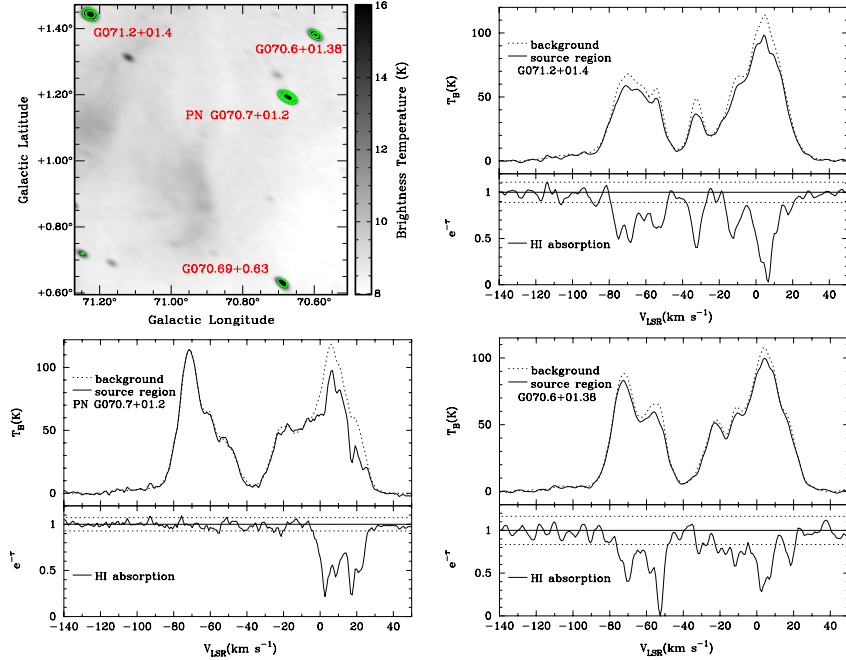 G071.2+01.4
G070.6+01.38
PN G070.7+01.2
G070.69+0.63
+1.40°
+1.20°
+1.00°
+0.80°
+0.60°
Galactic Latitude
71.20° 71.00° 70.80° 70.60°
Galactic Longitude
16
14
12
10
8
Brightness Temperature (K)
background
source region
G071.2+01.4
T_B(K)
100
50
0
HI absorption
e^-τ
1
0.5
0
-140 -120 -100 -80 -60 -40 -20 0 20 40
V_LSR(km s^-1)
background
source region
PN G070.7+01.2
T_B(K)
100
50
0
HI absorption
e^-τ
1
0.5
0
-140 -120 -100 -80 -60 -40 -20 0 20 40
V_LSR(km s^-1)
background
source region
G070.6+01.38
T_B(K)
100
50
0
HI absorption
e^-τ
1
0.5
0
-140 -120 -100 -80 -60 -40 -20 0 20 40
V_LSR(km s^-1)